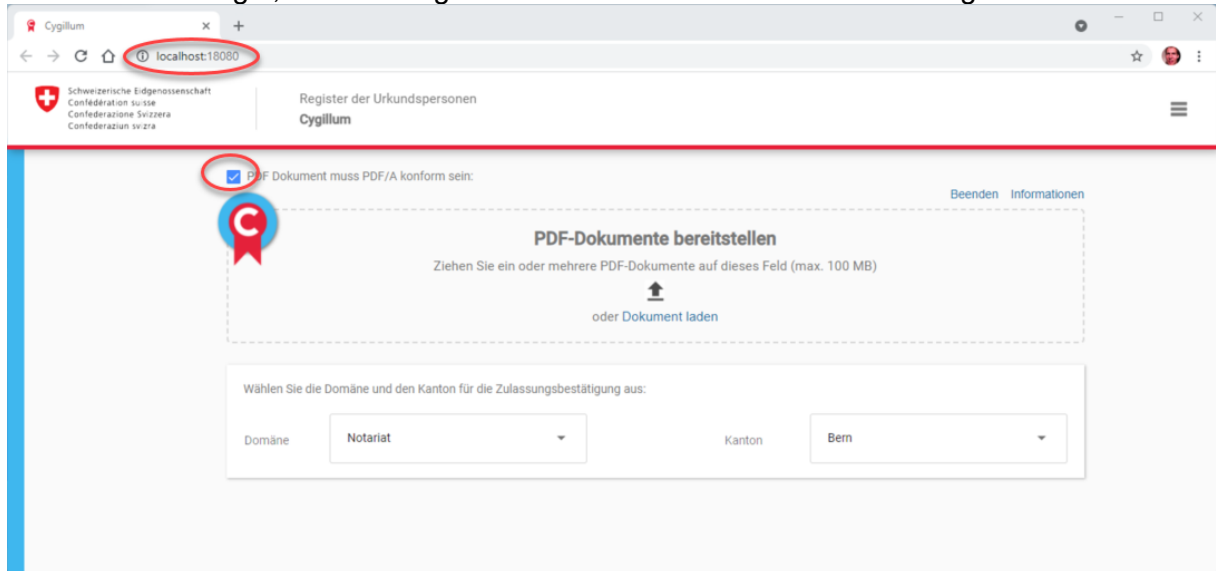 Cygillum
localhost:18080
Schweizerische Eidgenossenschaft
Confédération suisse
Confederazione Svizzera
Confederaziun svizra
Register der Urkundspersonen
Cygillum
PDF Dokument muss PDF/A konform sein:
Beenden Informationen
C
PDF-Dokumente bereitstellen
Ziehen Sie ein oder mehrere PDF-Dokumente auf dieses Feld (max. 100 MB)
oder Dokument laden
Wählen Sie die Domäne und den Kanton für die Zulassungsbestätigung aus:
Domäne Notariat Kanton Bern